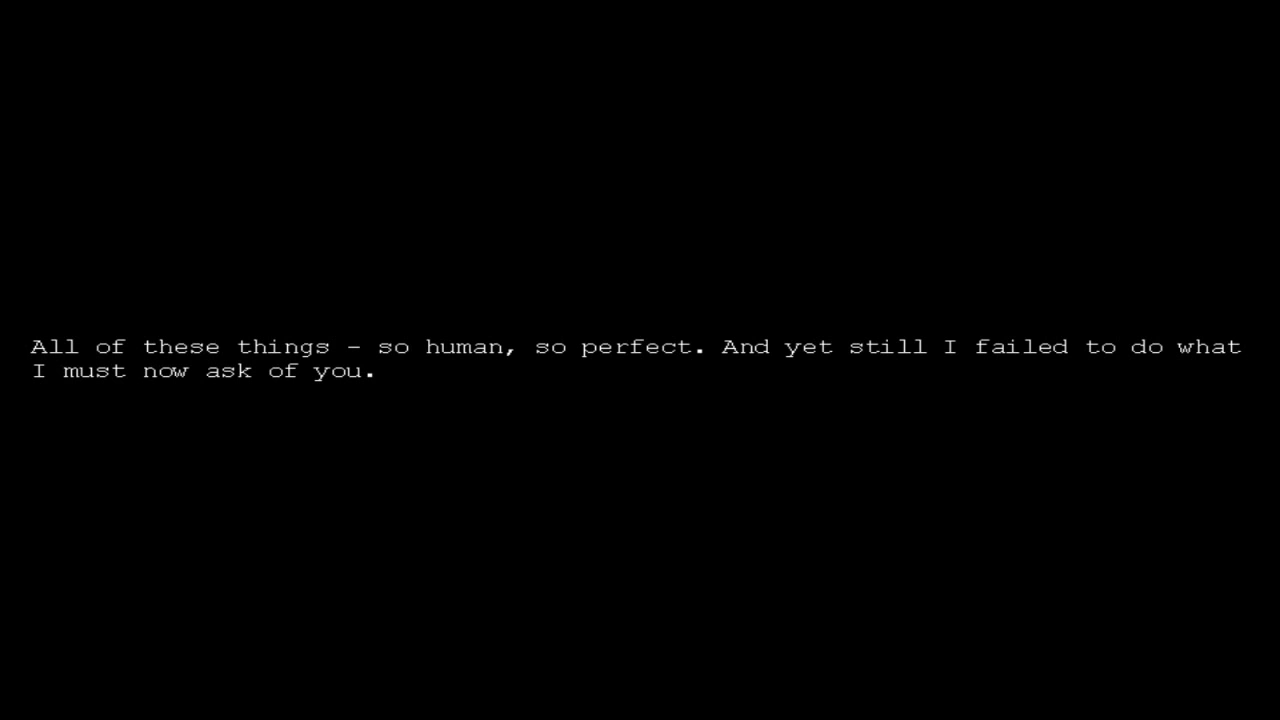 All of these things - so human, so perfect. And yet still I failed to do what
I must now ask of you.